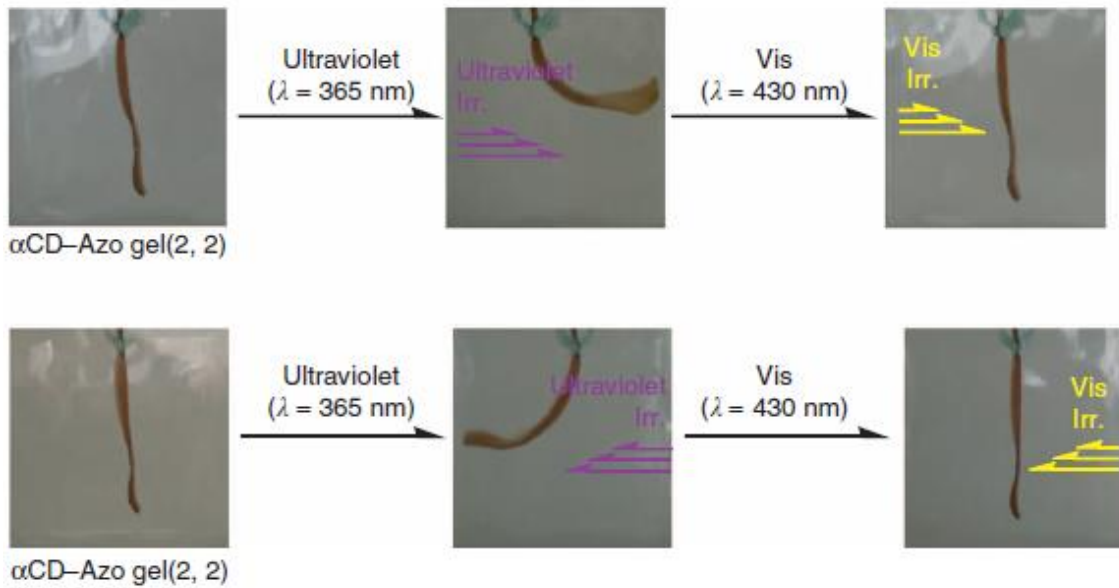 Ultraviolet
(λ = 365 nm)
Ultraviolet
Irr.
Vis
(λ = 430 nm)
Vis
Irr.
αCD–Azo gel(2, 2)
Ultraviolet
(λ = 365 nm)
Ultraviolet
Irr.
Vis
(λ = 430 nm)
Vis
Irr.
αCD–Azo gel(2, 2)